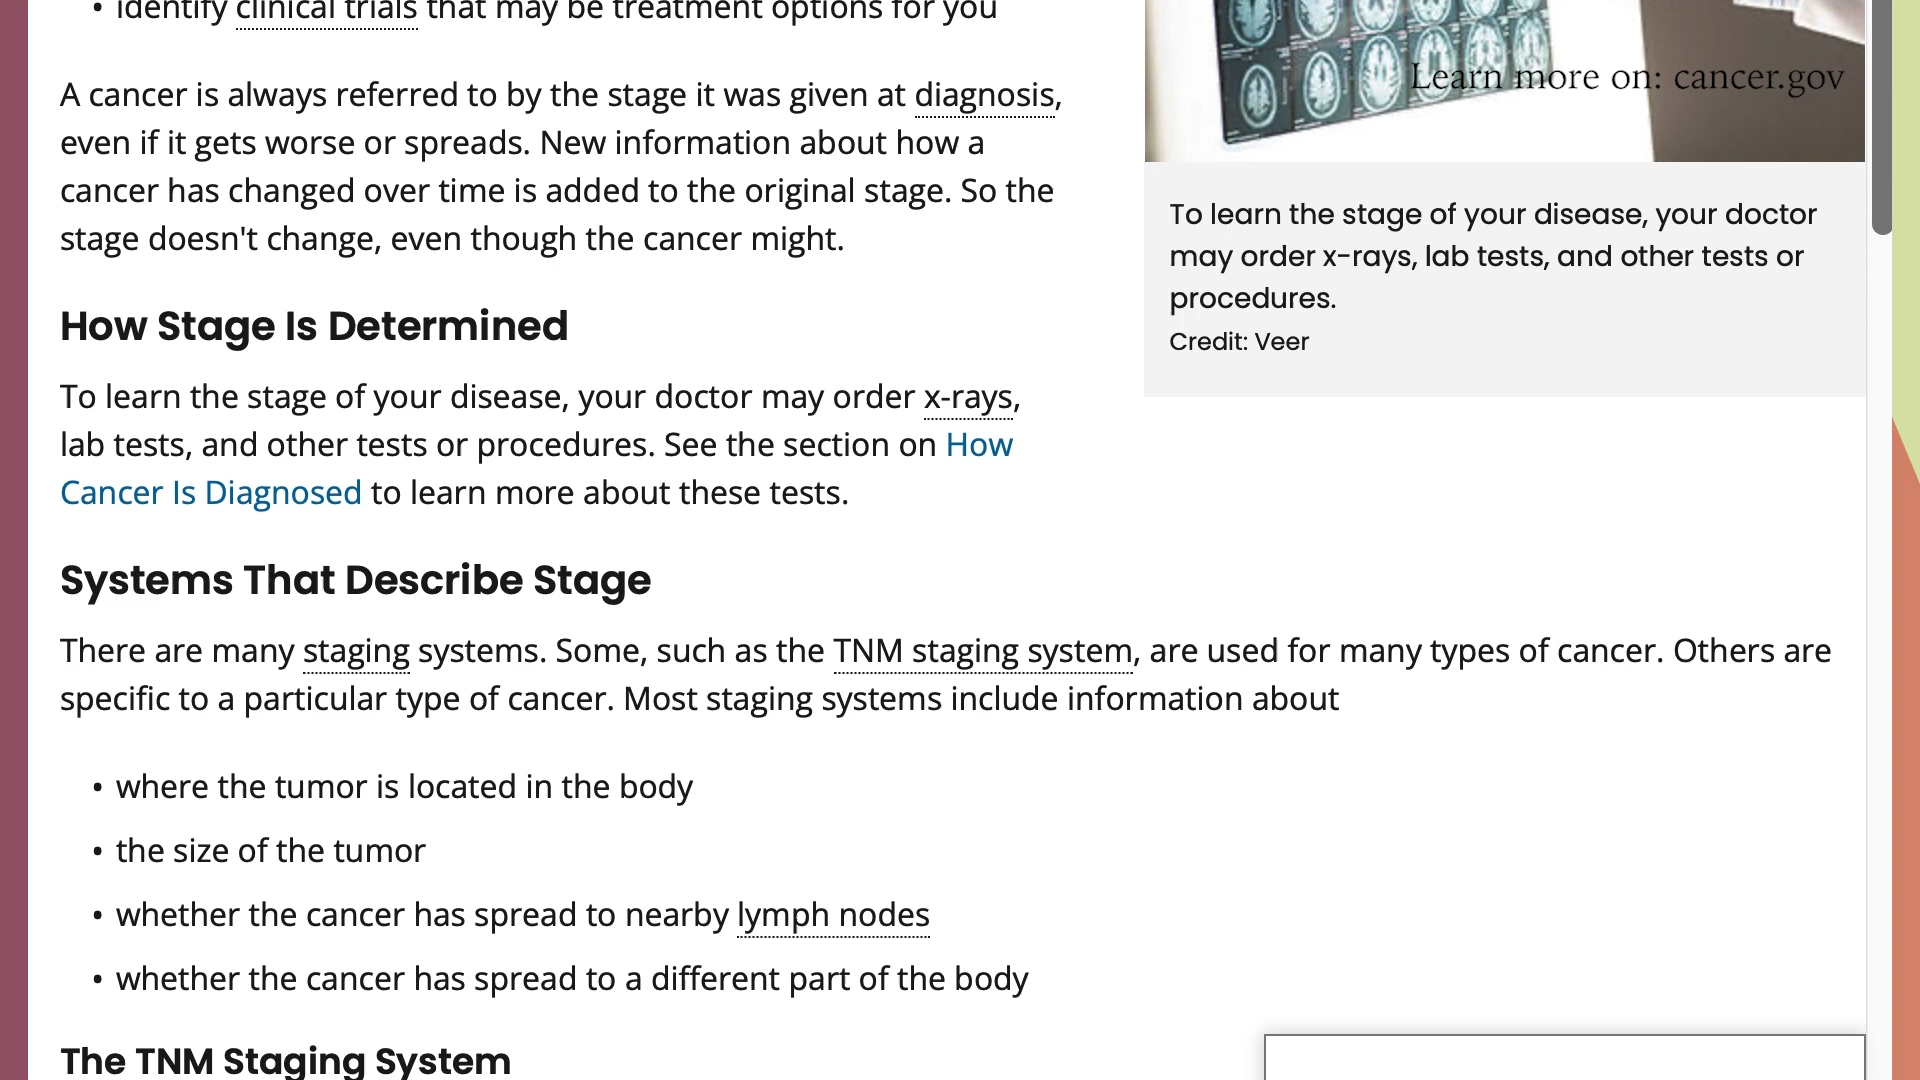 • identify clinical trials that may be treatment options for you
A cancer is always referred to by the stage it was given at diagnosis,
even if it gets worse or spreads. New information about how a
cancer has changed over time is added to the original stage. So the
stage doesn't change, even though the cancer might.
Learn more on: cancer.gov
To learn the stage of your disease, your doctor
may order x-rays, lab tests, and other tests or
procedures.
Credit: Veer
How Stage Is Determined
To learn the stage of your disease, your doctor may order x-rays,
lab tests, and other tests or procedures. See the section on How
Cancer Is Diagnosed to learn more about these tests.
Systems That Describe Stage
There are many staging systems. Some, such as the TNM staging system, are used for many types of cancer. Others are
specific to a particular type of cancer. Most staging systems include information about
• where the tumor is located in the body
• the size of the tumor
• whether the cancer has spread to nearby lymph nodes
• whether the cancer has spread to a different part of the body
The TNM Staging System